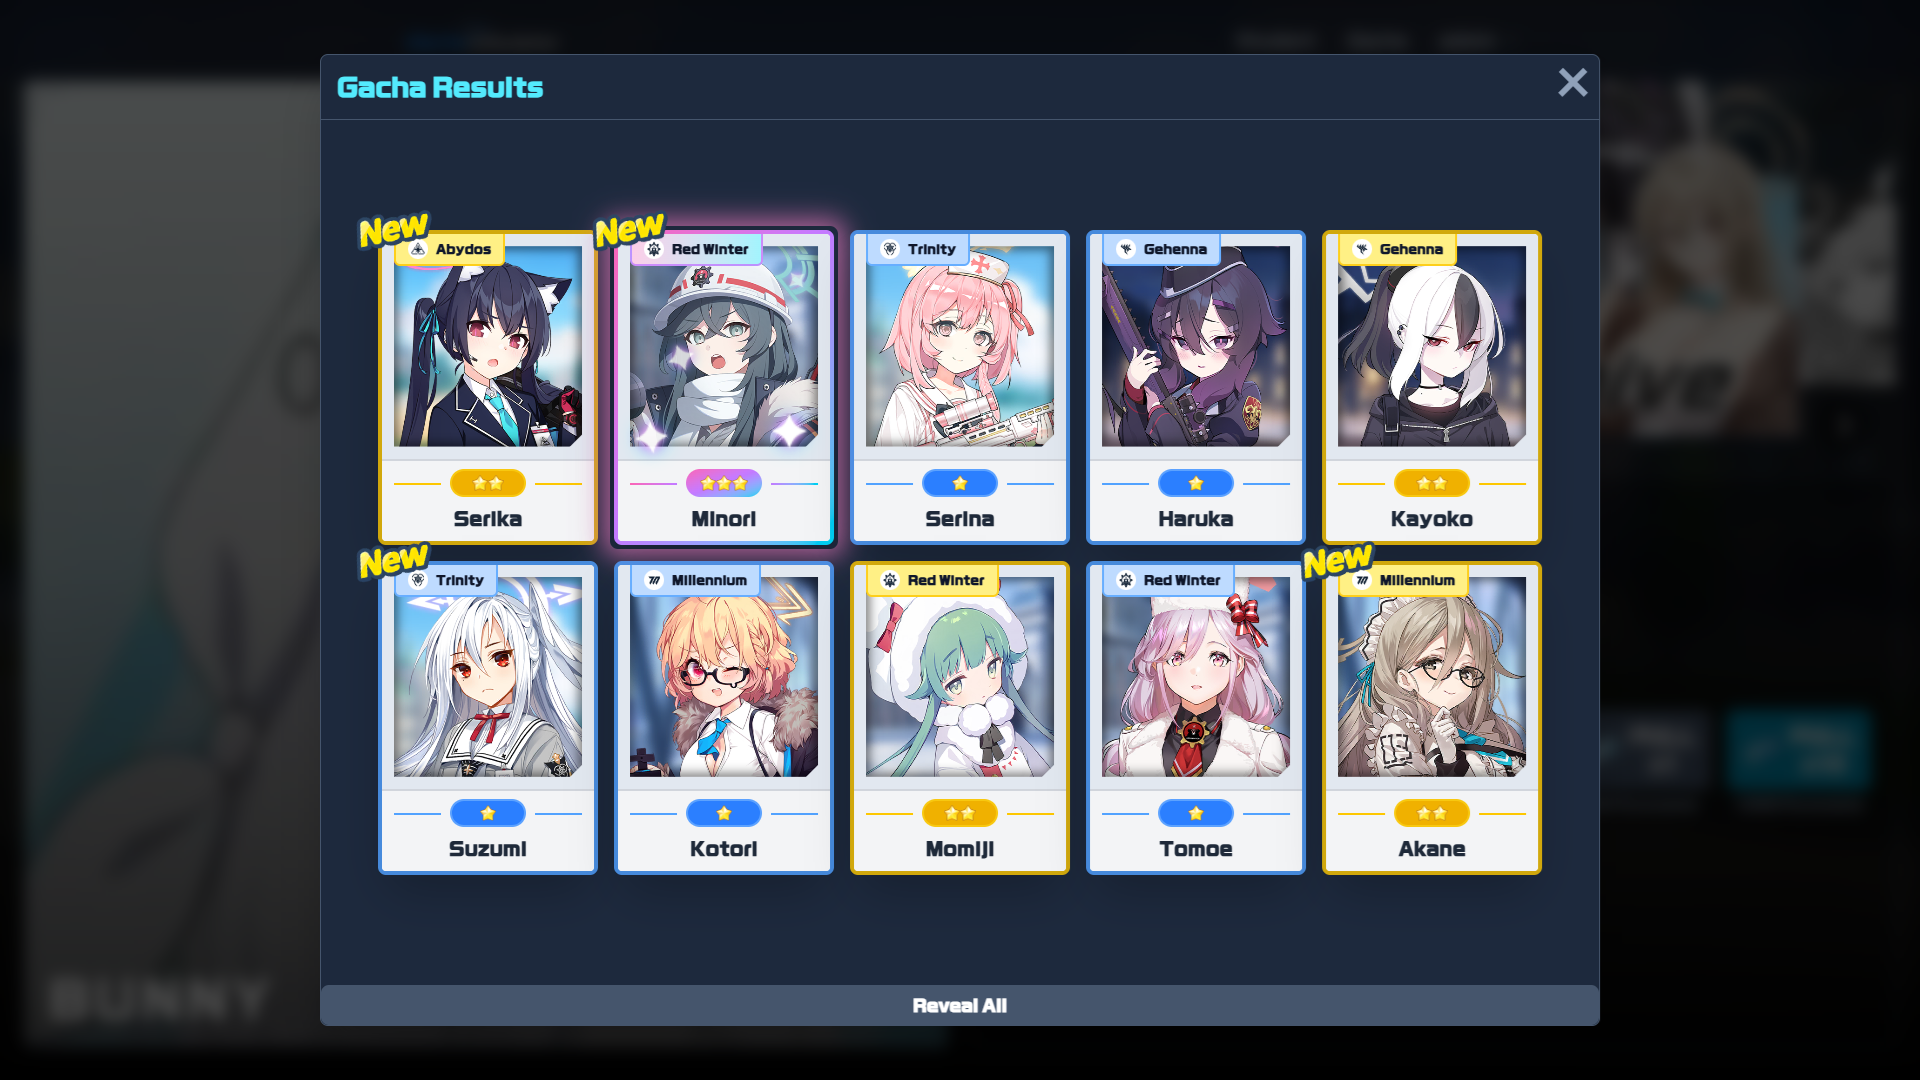 Gacha Results
New
Abydos
New
Red Winter
Trinity
Gehenna
Gehenna
Serika
Minori
Serina
Haruka
Kayoko
New
Trinity
Millennium
Red Winter
Red Winter
New
Millennium
Suzumi
Kotori
Momiji
Tomoe
Akane
BUNNY
Reveal All